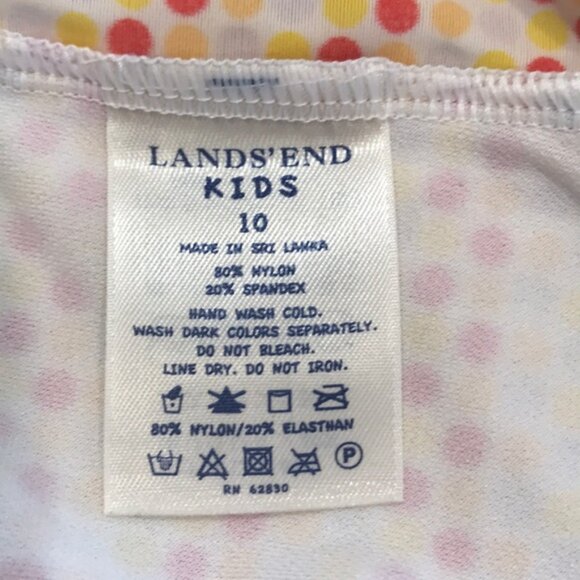 LANDS' END
KIDS
10
MADE IN SRI LANKA
80% NYLON
20% SPANDEX
HAND WASH COLD.
WASH DARK COLORS SEPARATELY.
DO NOT BLEACH.
LINE DRY. DO NOT IRON.
80% NYLON/20% ELASTHAN
P
RN 62830